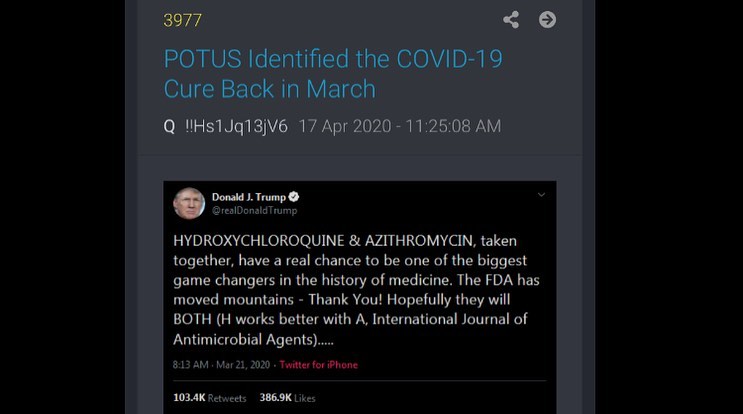 3977
POTUS Identified the COVID-19
Cure Back in March
Q !!Hs1Jq13jV6 17 Apr 2020 - 11:25:08 AM
Donald J. Trump
@realDonaldTrump
HYDROXYCHLOROQUINE & AZITHROMYCIN, taken
together, have a real chance to be one of the biggest
game changers in the history of medicine. The FDA has
moved mountains - Thank You! Hopefully they will
BOTH (H works better with A, International Journal of
Antimicrobial Agents).....
8:13 AM · Mar 21, 2020 · Twitter for iPhone
103.4K Retweets 386.9K Likes